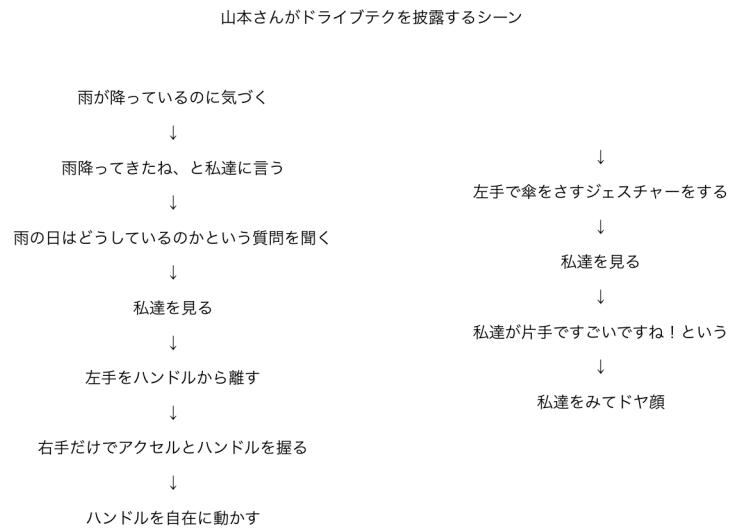 山本さんがドライブテクを披露するシーン
雨が降っているのに気づく
↓
雨降ってきたね、と私達に言う
↓
雨の日はどうしているのかという質問を聞く
↓
私達を見る
↓
左手をハンドルから離す
↓
右手だけでアクセルとハンドルを握る
↓
ハンドルを自在に動かす
↓
左手で傘をさすジェスチャーをする
↓
私達を見る
↓
私達が片手ですごいですね！という
↓
私達をみてドヤ顔